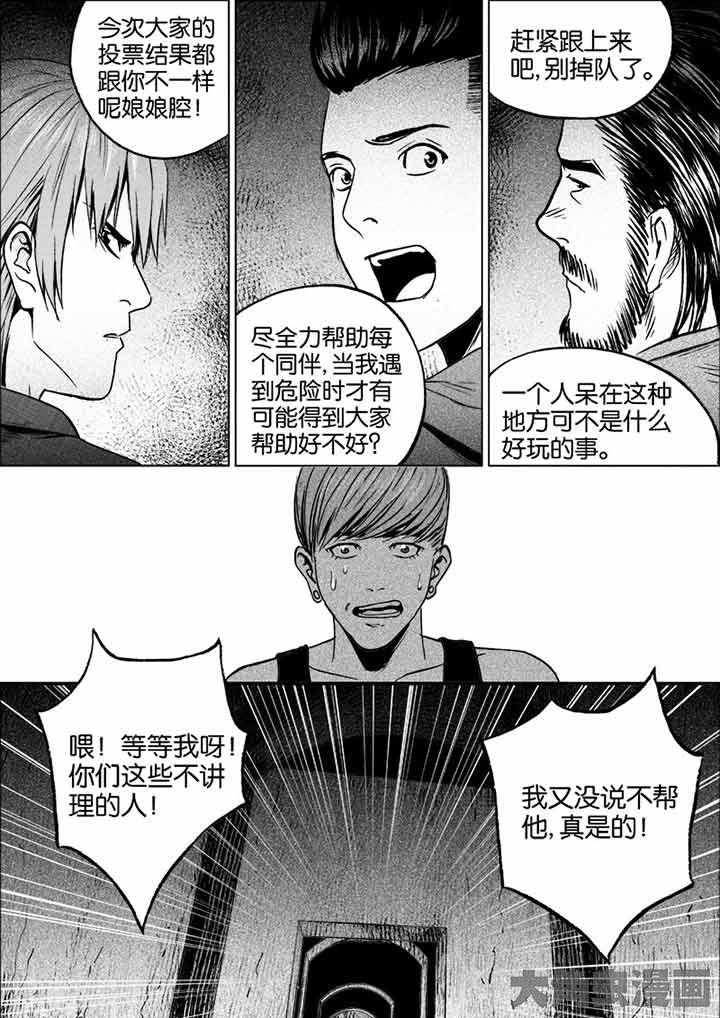 今次大家的
投票结果都
跟你不一样
呢娘娘腔！
尽全力帮助每
个同伴，当我遇
到危险时才有
可能得到大家
帮助好不好？
赶紧跟上来
吧，别掉队了。
一个人呆在这种
地方可不是什么
好玩的事。
喂！等等我呀！
你们这些不讲
理的人！
我又没说不帮
他，真是的！